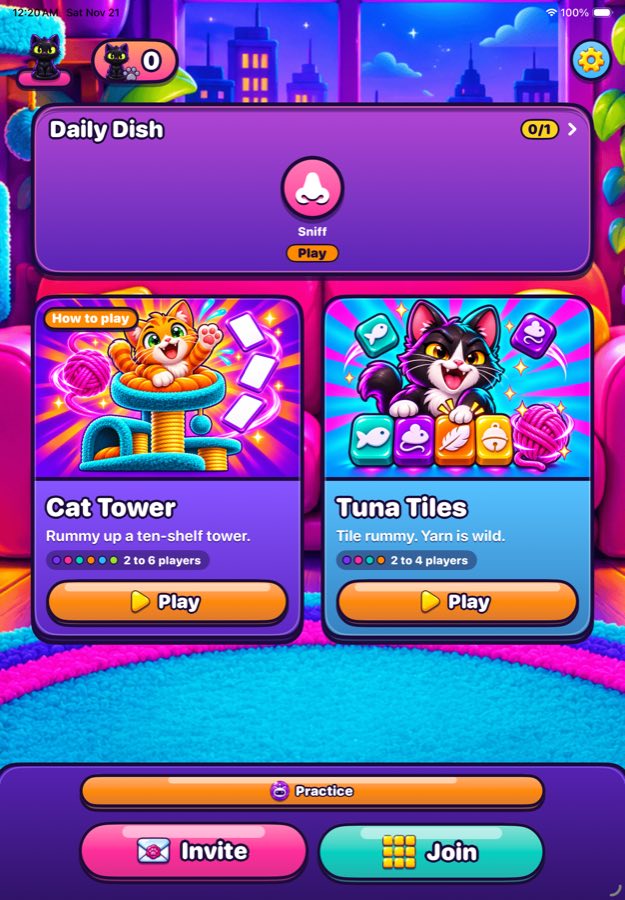 12:20 AM Sat Nov 21
100%
0
Daily Dish
0/1
Sniff
Play
How to play
Cat Tower
Rummy up a ten-shelf tower.
2 to 6 players
Play
Tuna Tiles
Tile rummy. Yarn is wild.
2 to 4 players
Play
Practice
Invite
Join